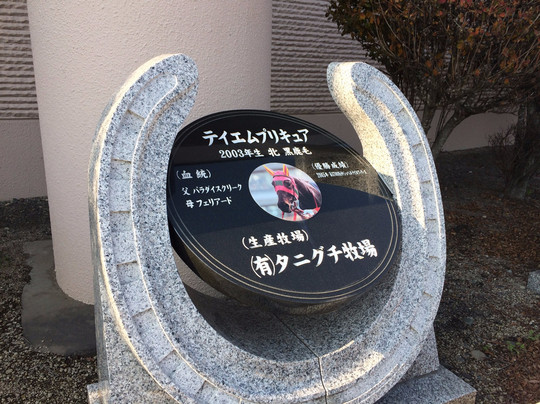 テイエムプリキュア
2003年生 牝 黒鹿毛
(血統)
父 パラダイスクリーク
母 フェリアード
(優勝成績)
(生産牧場)
(有)タニグチ牧場